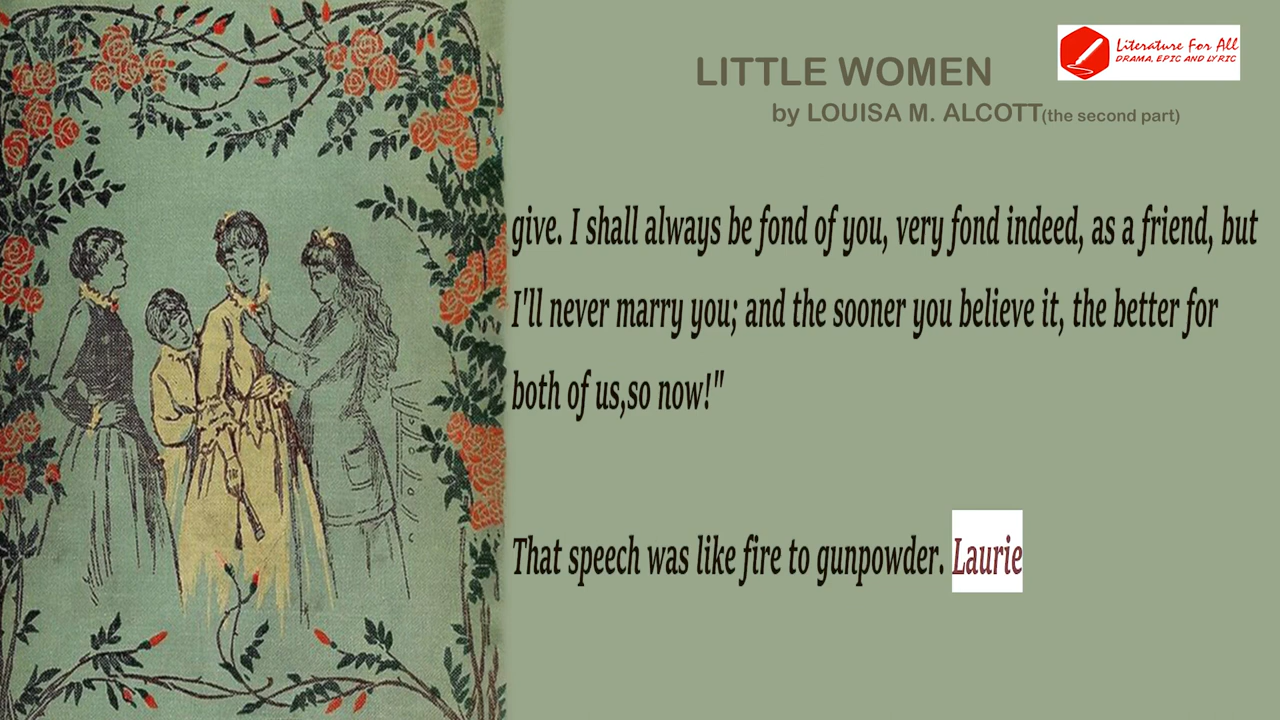 LITTLE WOMEN
by LOUISA M. ALCOTT(the second part)
Literature For All
DRAMA, EPIC AND LYRIC
give. I shall always be fond of you, very fond indeed, as a friend, but
I'll never marry you; and the sooner you believe it, the better for
both of us,so now!"
That speech was like fire to gunpowder. Laurie